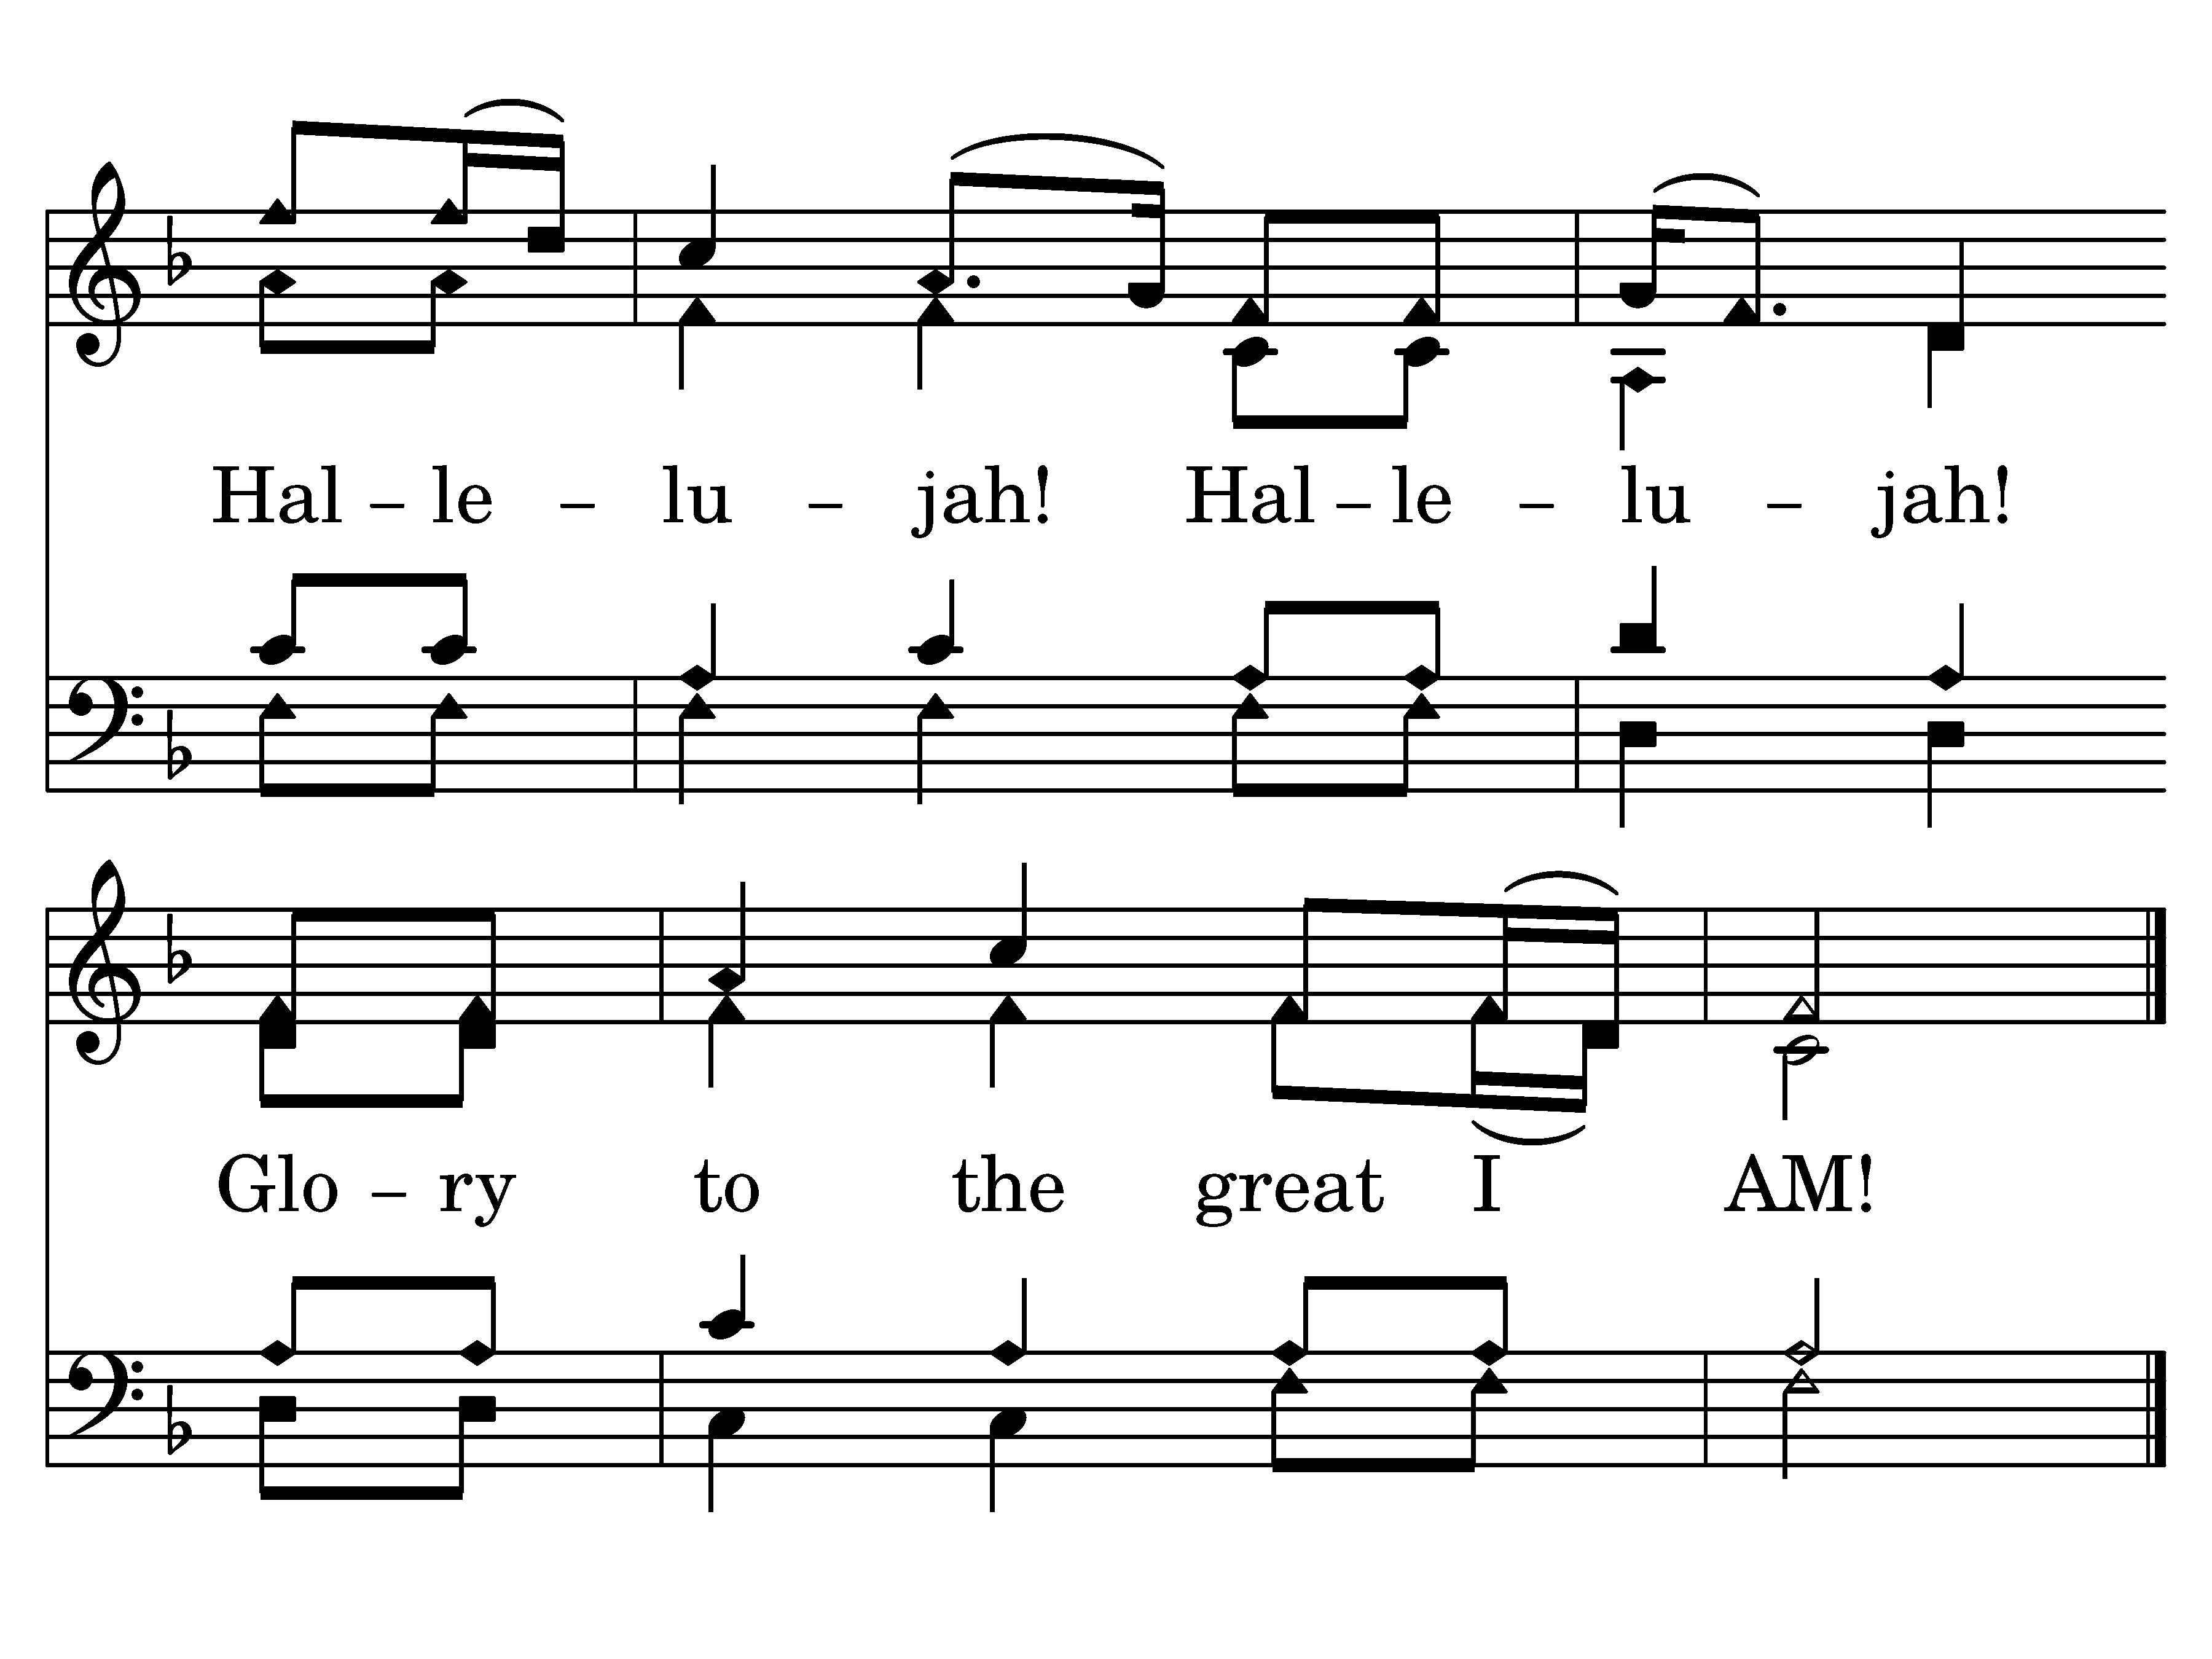 Hal – le – lu – jah! Hal – le – lu – jah!
Glo – ry to the great I AM!